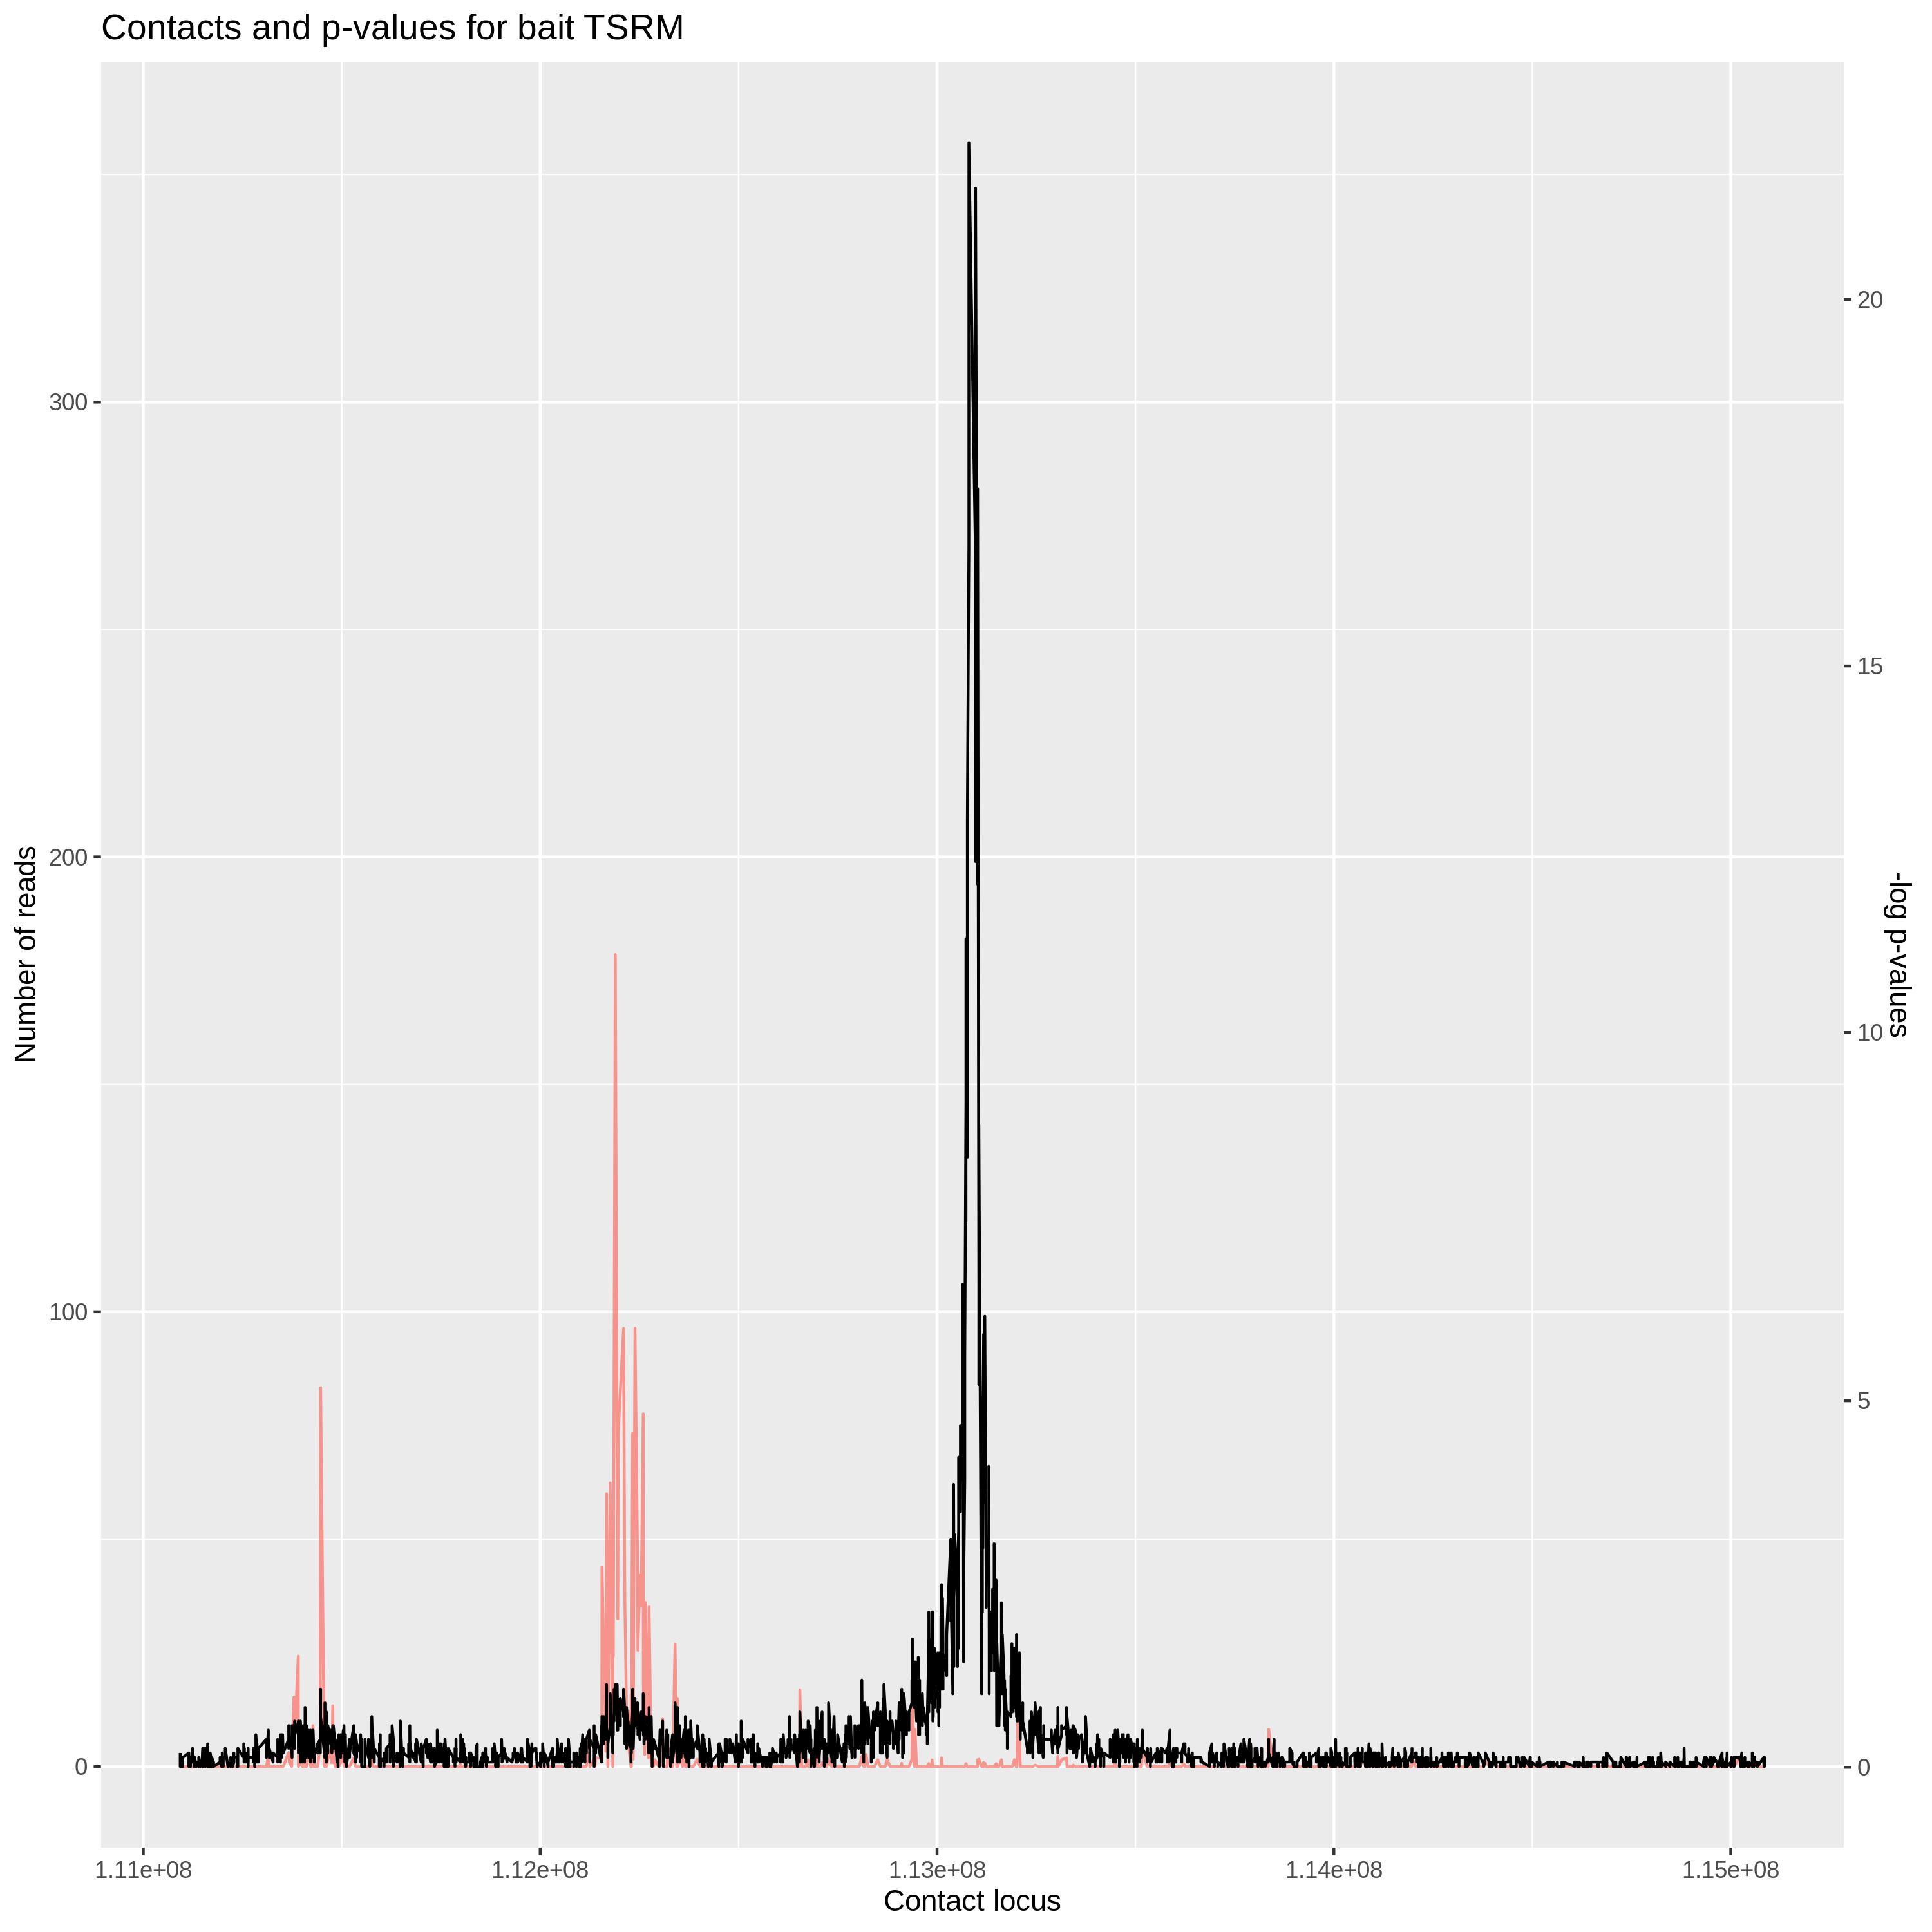 Contacts and p-values for bait TSRM
Number of reads
300
200
100
0
20
15
10
5
0
-log p-values
1.11e+08
1.12e+08
1.13e+08
1.14e+08
1.15e+08
Contact locus